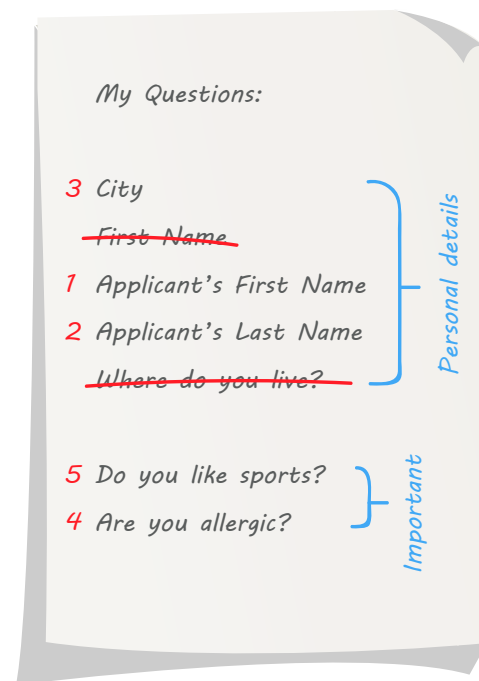 My Questions:
3 City
First Name
1 Applicant's First Name
2 Applicant's Last Name
Where do you live?
Personal details
5 Do you like sports?
4 Are you allergic?
Important